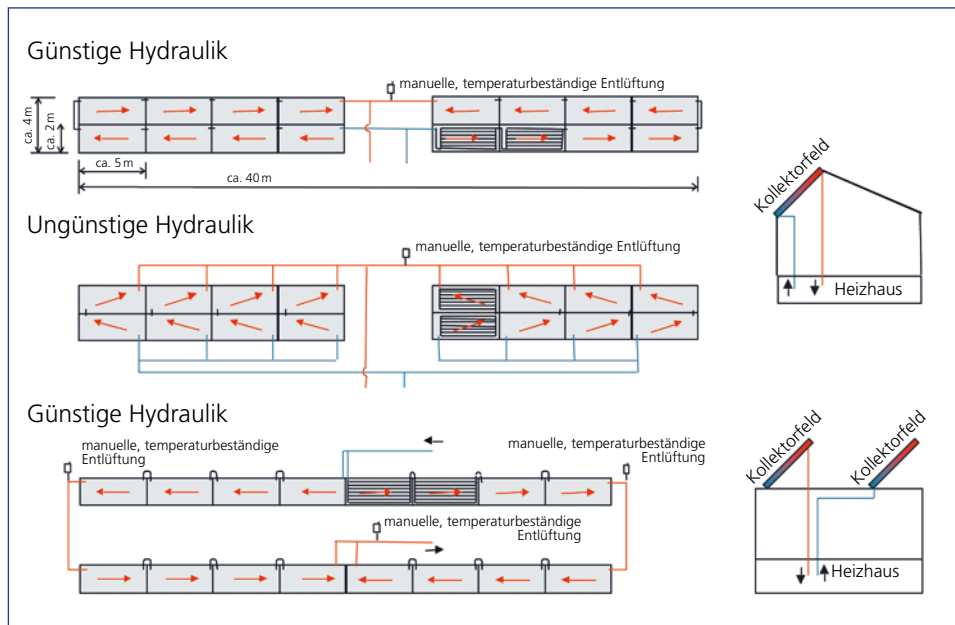 Günstige Hydraulik
manuelle, temperaturbeständige Entlüftung
ca. 4 m
ca. 2 m
ca. 5 m
ca. 40 m
Kollektorfeld
Heizhaus
Ungünstige Hydraulik
manuelle, temperaturbeständige Entlüftung
Günstige Hydraulik
manuelle, temperaturbeständige
Entlüftung
manuelle, temperaturbeständige
Entlüftung
manuelle, temperaturbeständige
Entlüftung
Kollektorfeld
Kollektorfeld
Heizhaus